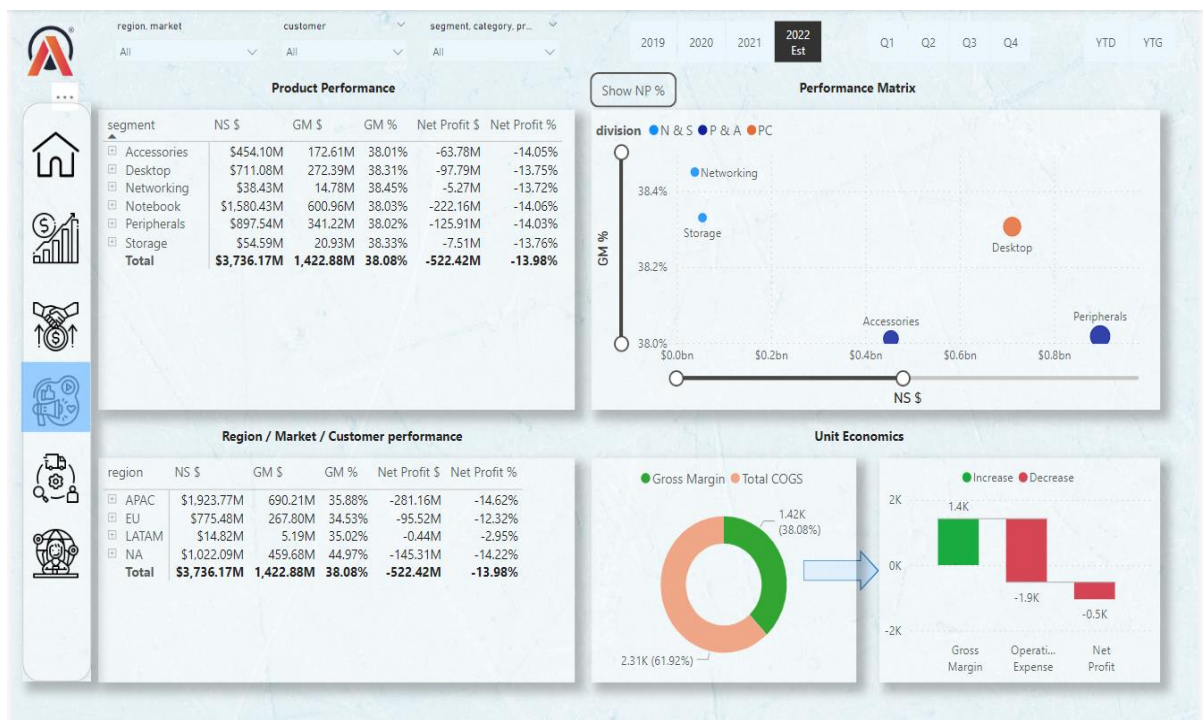 region, market
customer
segment, category, pr...
All
All
All
2019 2020 2021 2022 Est Q1 Q2 Q3 Q4 YTD YTG
Product Performance
segment NS $ GM $ GM % Net Profit $ Net Profit %
Accessories $454.10M 172.61M 38.01% -63.78M -14.05%
Desktop $711.08M 272.39M 38.31% -97.79M -13.75%
Networking $38.43M 14.78M 38.45% -5.27M -13.72%
Notebook $1,580.43M 600.96M 38.03% -222.16M -14.06%
Peripherals $897.54M 341.22M 38.02% -125.91M -14.03%
Storage $54.59M 20.93M 38.33% -7.51M -13.76%
Total $3,736.17M 1,422.88M 38.08% -522.42M -13.98%
Show NP %
Performance Matrix
division N & S P & A PC
GM %
38.4%
38.2%
38.0%
Networking
Storage
Desktop
Accessories
Peripherals
$0.0bn $0.2bn $0.4bn $0.6bn $0.8bn
NS $
Region / Market / Customer performance
region NS $ GM $ GM % Net Profit $ Net Profit %
APAC $1,923.77M 690.21M 35.88% -281.16M -14.62%
EU $775.48M 267.80M 34.53% -95.52M -12.32%
LATAM $14.82M 5.19M 35.02% -0.44M -2.95%
NA $1,022.09M 459.68M 44.97% -145.31M -14.22%
Total $3,736.17M 1,422.88M 38.08% -522.42M -13.98%
Unit Economics
Gross Margin Total COGS
1.42K
(38.08%)
2.31K (61.92%)
Increase Decrease
2K
0K
-2K
1.4K
-1.9K
-0.5K
Gross
Margin
Operati...
Expense
Net
Profit